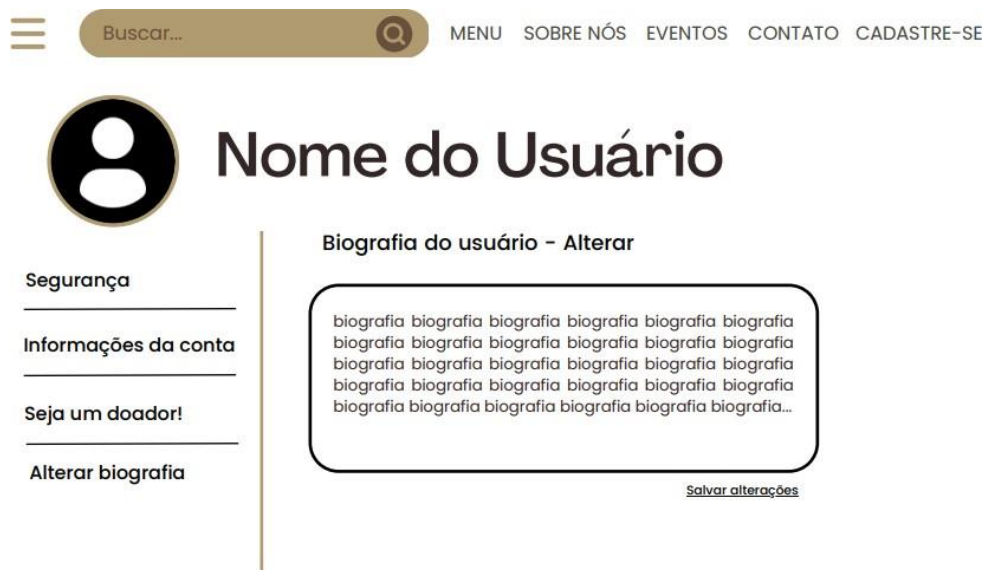 Buscar... MENU SOBRE NÓS EVENTOS CONTATO CADASTRE-SE
Nome do Usuário
Segurança
Informações da conta
Seja um doador!
Alterar biografia
Biografia do usuário - Alterar
biografia biografia biografia biografia biografia biografia
biografia biografia biografia biografia biografia biografia
biografia biografia biografia biografia biografia biografia
biografia biografia biografia biografia biografia biografia
biografia biografia biografia biografia biografia biografia...
Salvar alterações